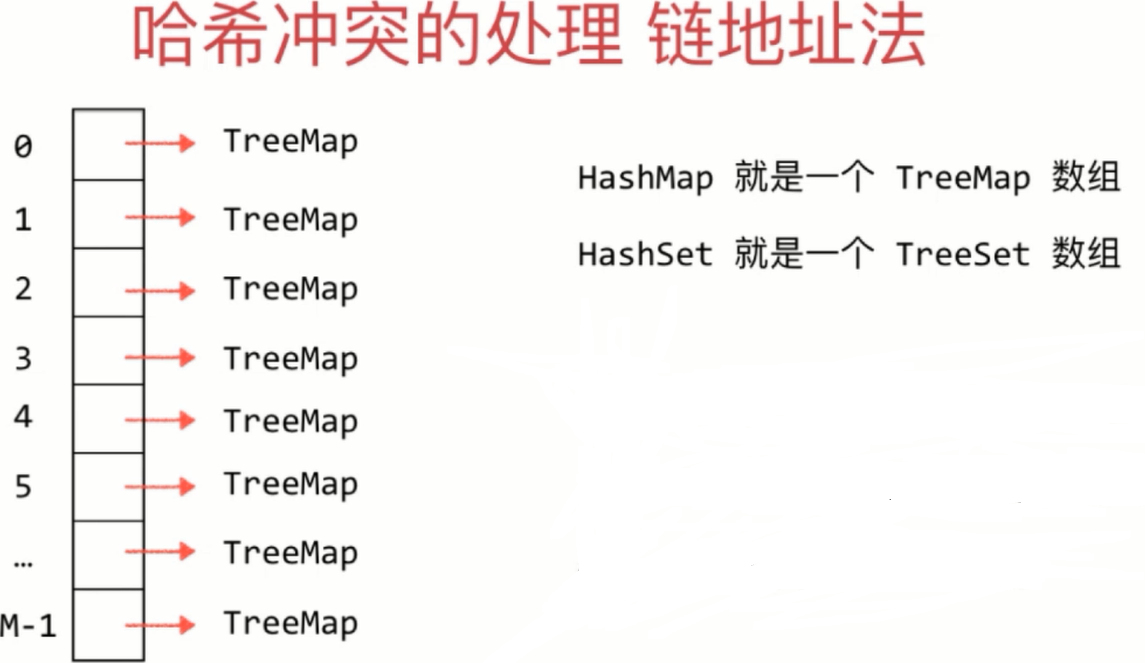 哈希冲突的处理 链地址法
0 TreeMap
HashMap 就是一个 TreeMap 数组
1 TreeMap
HashSet 就是一个 TreeSet 数组
2 TreeMap
3 TreeMap
4 TreeMap
5 TreeMap
… TreeMap
M-1 TreeMap